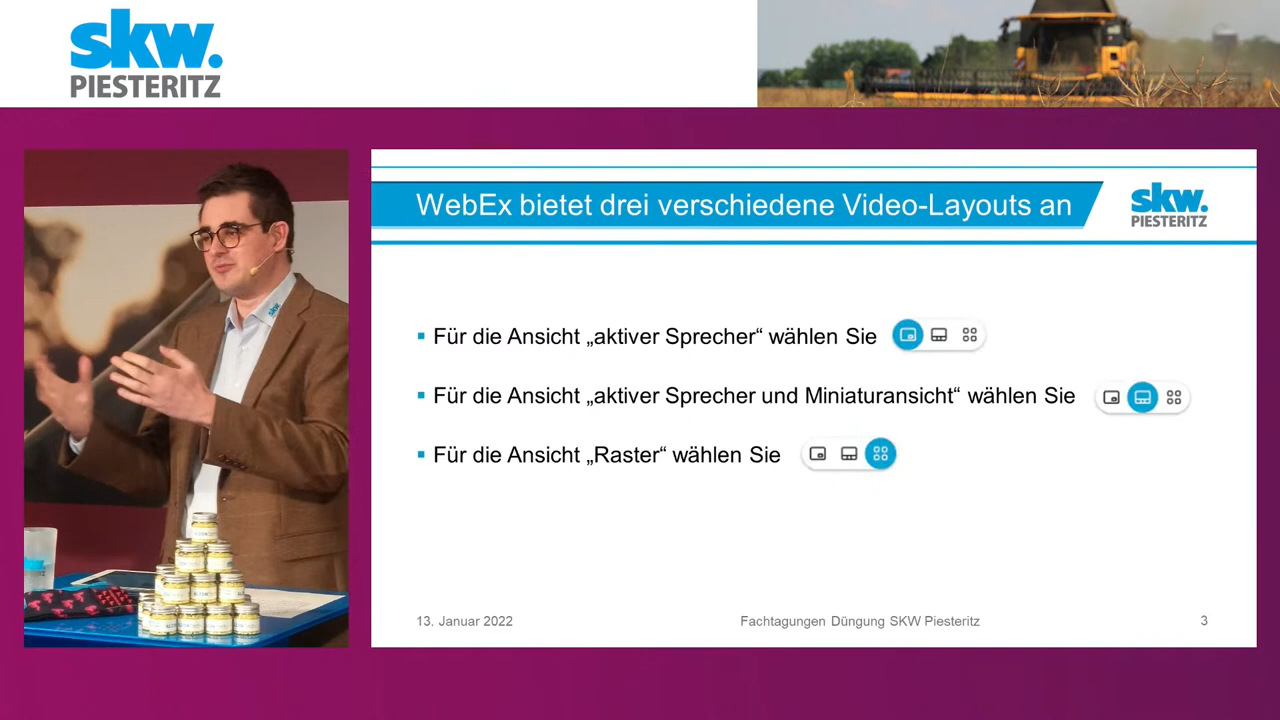 skw.
PIESTERITZ
WebEx bietet drei verschiedene Video-Layouts an
skw.
PIESTERITZ
▪ Für die Ansicht „aktiver Sprecher“ wählen Sie
▪ Für die Ansicht „aktiver Sprecher und Miniaturansicht“ wählen Sie
▪ Für die Ansicht „Raster“ wählen Sie
13. Januar 2022
Fachtagungen Düngung SKW Piesteritz
3
skw